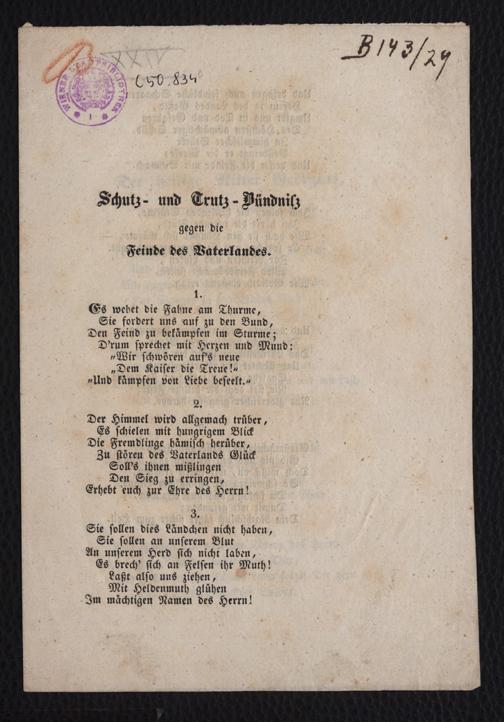 B 143/29
XXIV
C 50.834
WIENER STADTBIBLIOTHEK
1
Schutz- und Trutz-Bündniß
gegen die
Feinde des Vaterlandes.
1.
Es wehet die Fahne am Thurme,
Sie fordert uns auf zu den Bund,
Den Feind zu bekämpfen im Sturme;
D'rum sprechet mit Herzen und Mund:
„Wir schwören auf's neue
„Dem Kaiser die Treue!“
„Und kämpfen von Liebe beseelt.“
2.
Der Himmel wird allgemach trüber,
Es schielen mit hungrigem Blick
Die Fremdlinge hämisch herüber,
Zu stören des Vaterlands Glück
Soll's ihnen mißlingen
Den Sieg zu erringen,
Erhebt euch zur Ehre des Herrn!
3.
Sie sollen dies Ländchen nicht haben,
Sie sollen an unserem Blut
An unserem Herd sich nicht laben,
Es brech' sich an Felsen ihr Muth!
Laßt also uns ziehen,
Mit Heldenmuth glühen
Im mächtigen Namen des Herrn!